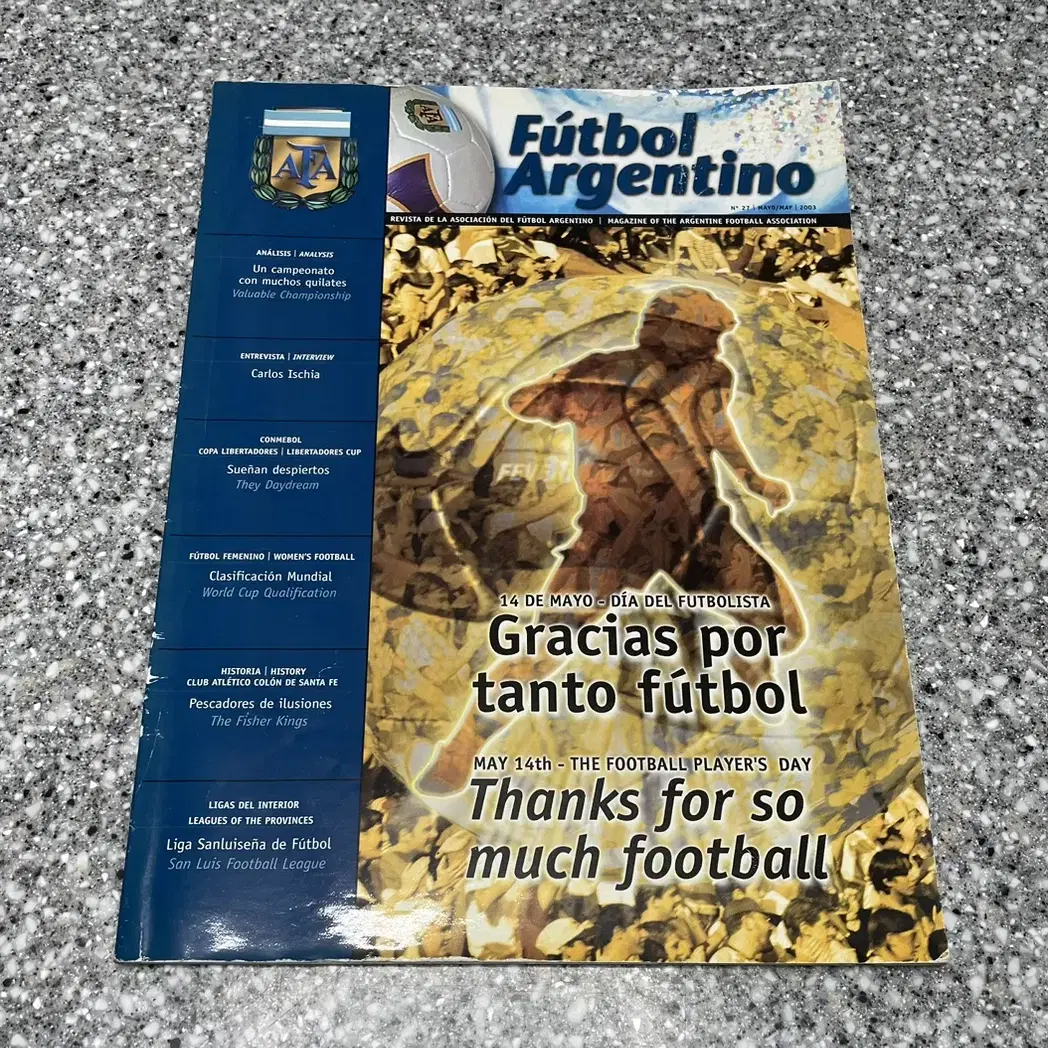 AFA
AFA
Fútbol
Argentino
Nº 27 | MAYO/MAY | 2003
REVISTA DE LA ASOCIACIÓN DEL FÚTBOL ARGENTINO | MAGAZINE OF THE ARGENTINE FOOTBALL ASSOCIATION
ANÁLISIS | ANALYSIS
Un campeonato
con muchos quilates
Valuable Championship
ENTREVISTA | INTERVIEW
Carlos Ischia
CONMEBOL
COPA LIBERTADORES | LIBERTADORES CUP
Sueñan despiertos
They Daydream
FÚTBOL FEMENINO | WOMEN'S FOOTBALL
Clasificación Mundial
World Cup Qualification
HISTORIA | HISTORY
CLUB ATLÉTICO COLÓN DE SANTA FE
Pescadores de ilusiones
The Fisher Kings
LIGAS DEL INTERIOR
LEAGUES OF THE PROVINCES
Liga Sanluiseña de Fútbol
San Luis Football League
14 DE MAYO - DÍA DEL FUTBOLISTA
Gracias por
tanto fútbol
MAY 14th - THE FOOTBALL PLAYER'S DAY
Thanks for so
much football